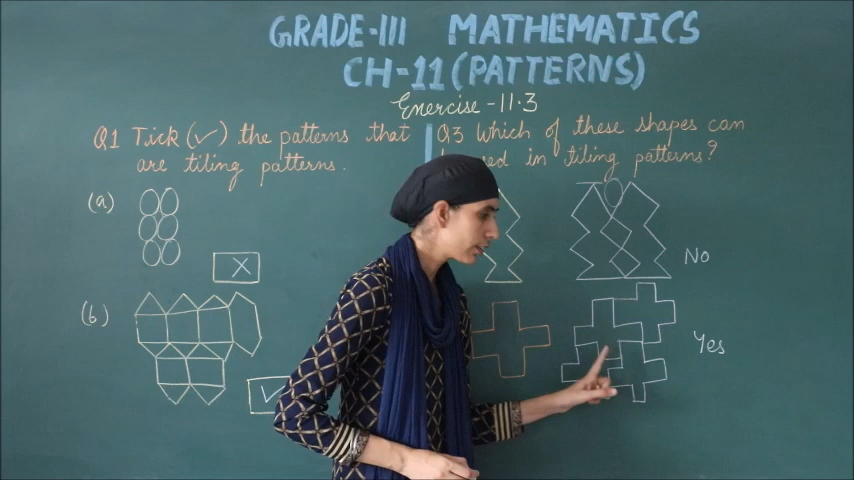 GRADE-III MATHEMATICS
CH-11 (PATTERNS)
Exercise - 11.3
Q1 Tick (✓) the patterns that
are tiling patterns.
(a)
X
(b)
✓
Q3 Which of these shapes can
used in tiling patterns?
No
Yes